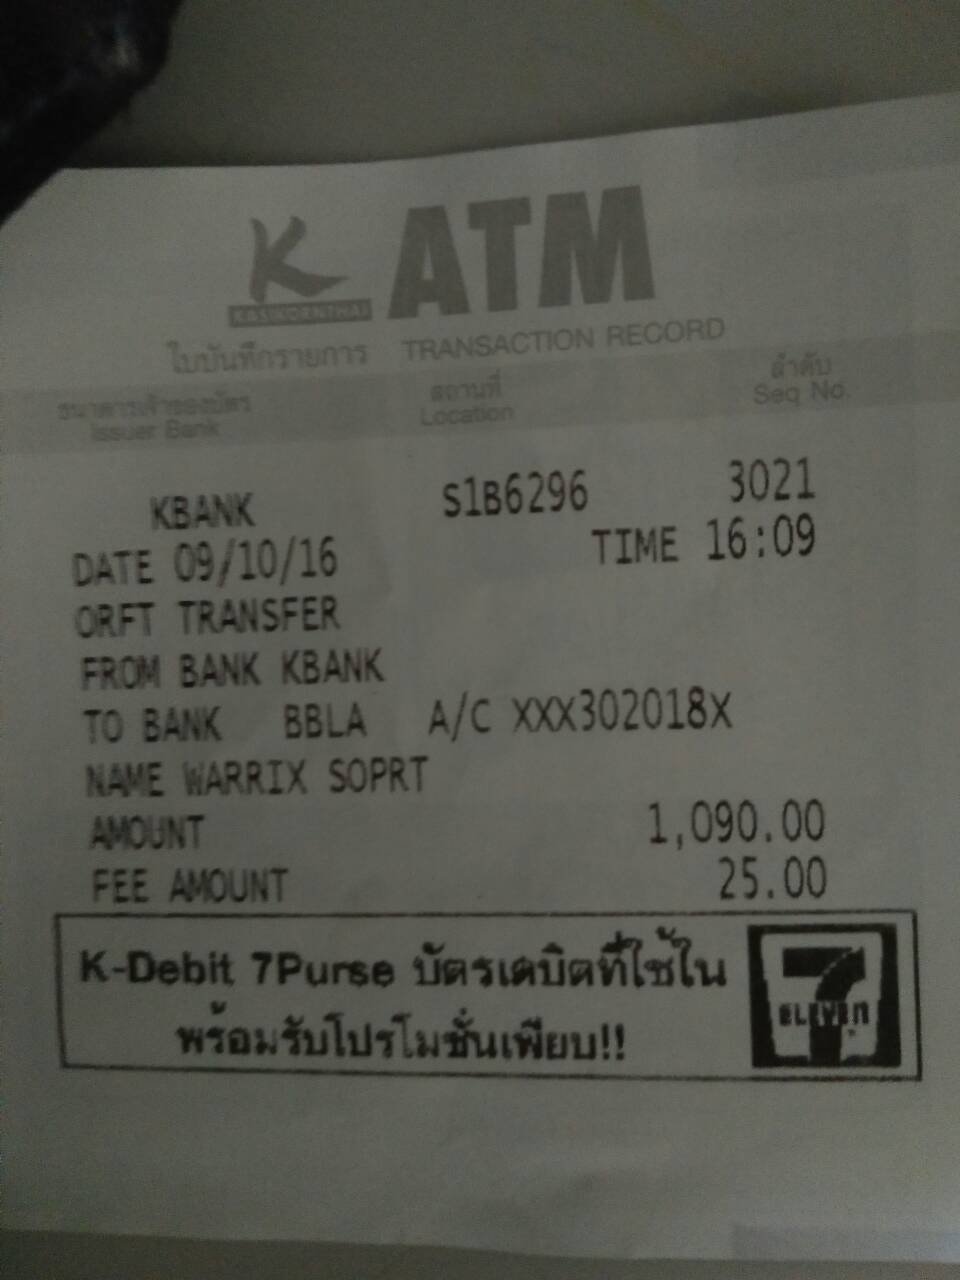 K ATM
KASIKORNTHAI
ใบบันทึกรายการ TRANSACTION RECORD
ธนาคารเจ้าของบัตร สถานที่ ลำดับ
Issuer Bank Location Seq No.
KBANK S1B6296 3021
DATE 09/10/16 TIME 16:09
ORFT TRANSFER
FROM BANK KBANK
TO BANK BBLA A/C XXX302018X
NAME WARRIX SOPRT
AMOUNT 1,090.00
FEE AMOUNT 25.00
K-Debit 7Purse บัตรเดบิตที่ใช้ใน
พร้อมรับโปรโมชั่นเพียบ!!
7
ELEVEn